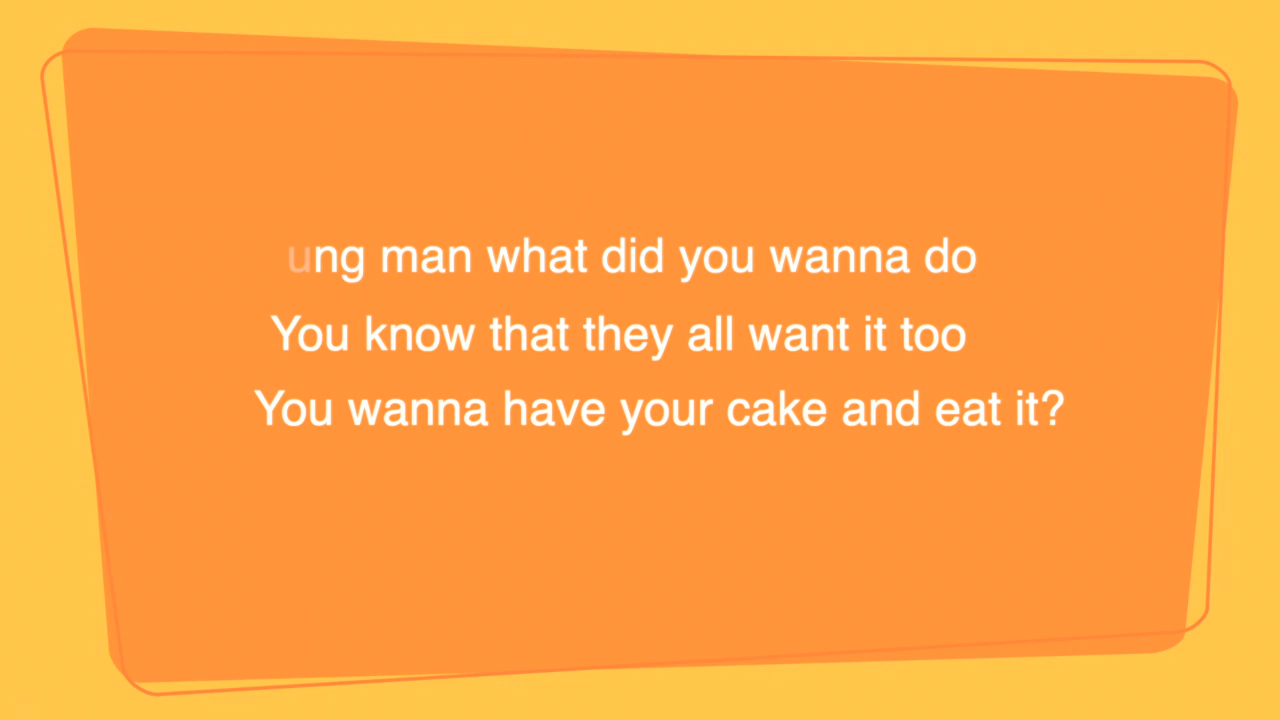 ung man what did you wanna do
You know that they all want it too
You wanna have your cake and eat it?